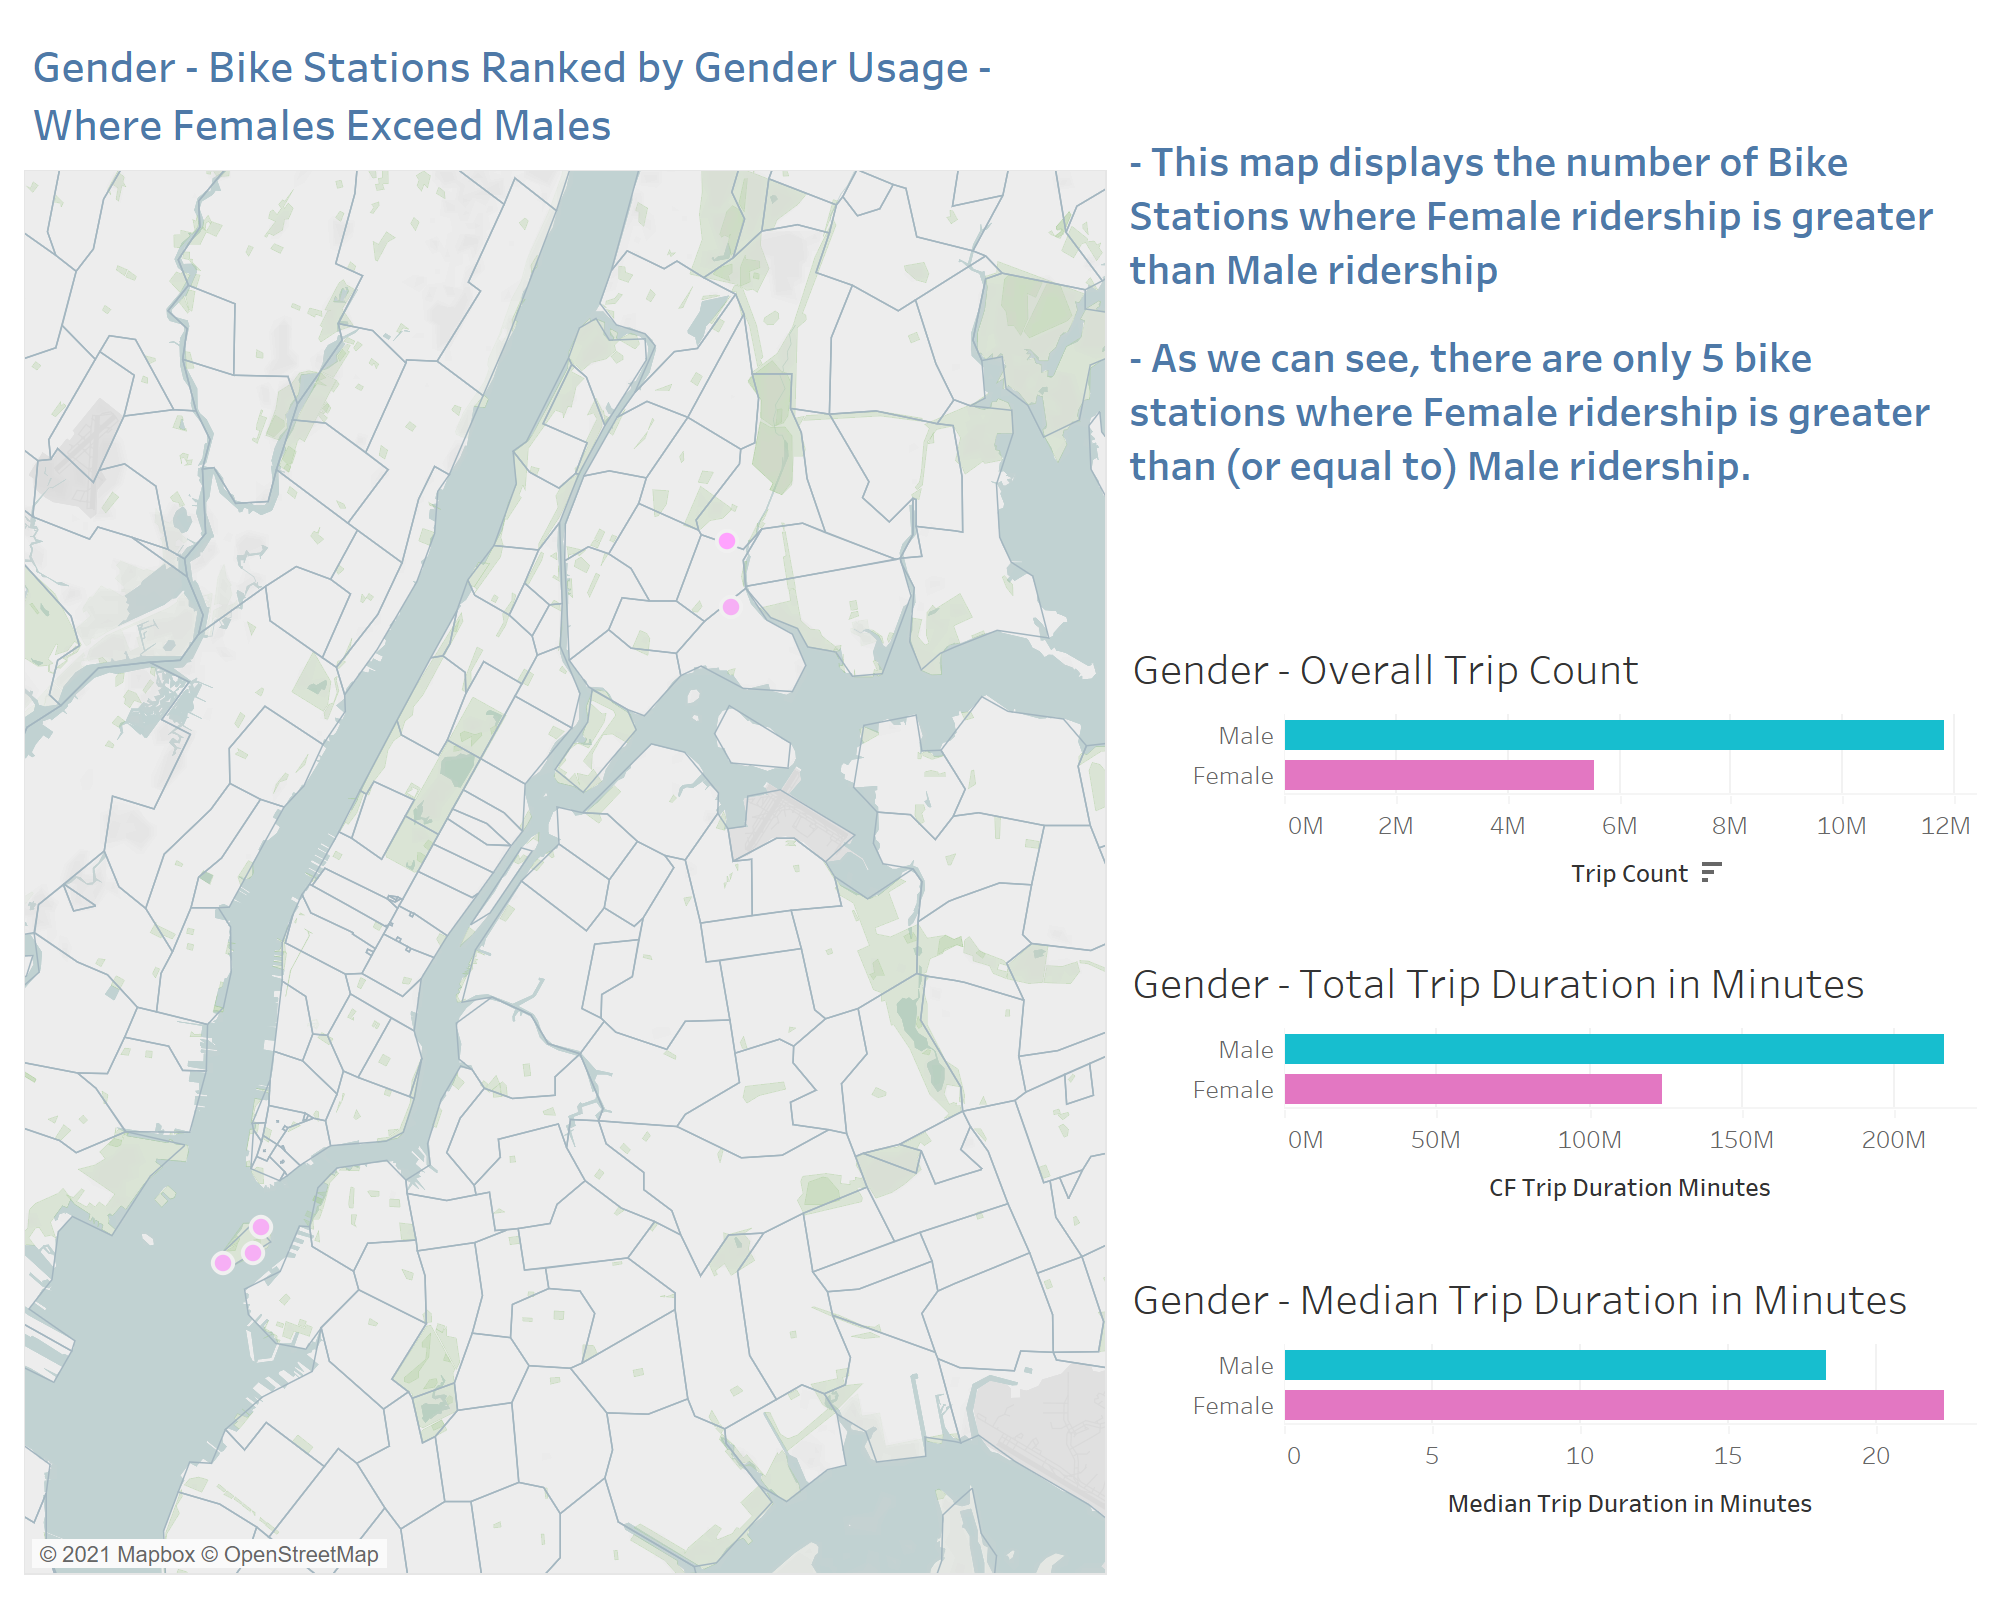 Gender - Bike Stations Ranked by Gender Usage -
Where Females Exceed Males
- This map displays the number of Bike
Stations where Female ridership is greater
than Male ridership
- As we can see, there are only 5 bike
stations where Female ridership is greater
than (or equal to) Male ridership.
Gender - Overall Trip Count
Male
Female
0M 2M 4M 6M 8M 10M 12M
Trip Count
Gender - Total Trip Duration in Minutes
Male
Female
0M 50M 100M 150M 200M
CF Trip Duration Minutes
Gender - Median Trip Duration in Minutes
Male
Female
0 5 10 15 20
Median Trip Duration in Minutes
© 2021 Mapbox © OpenStreetMap